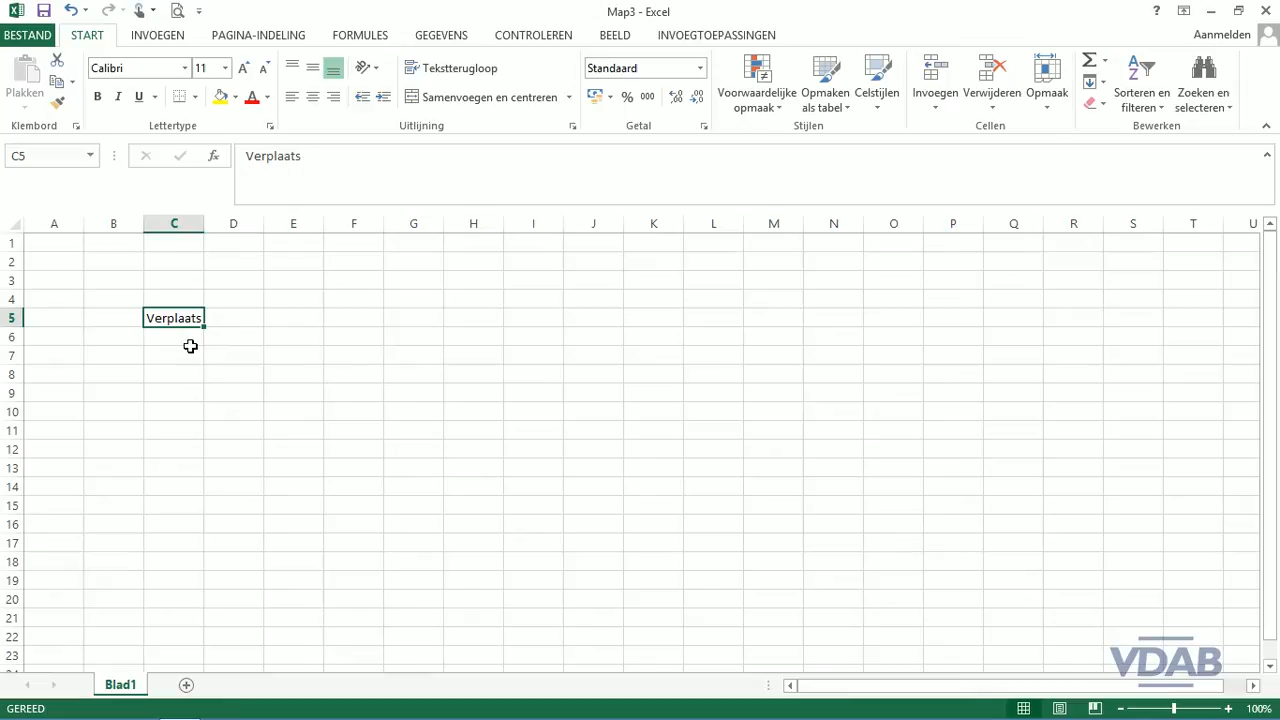 Map3 - Excel
BESTAND START INVOEGEN PAGINA-INDELING FORMULES GEGEVENS CONTROLEREN BEELD INVOEGTOEPASSINGEN Aanmelden
Plakken
Klembord
Calibri 11
B I U A
Lettertype
Tekstterugloop
Samenvoegen en centreren
Uitlijning
Standaard
% 000
Getal
Voorwaardelijke opmaak
Opmaken als tabel
Celstijlen
Stijlen
Invoegen
Verwijderen
Opmaak
Cellen
Sorteren en filteren
Zoeken en selecteren
Bewerken
C5 fx Verplaats
A B C D E F G H I J K L M N O P Q R S T U
1
2
3
4
5 Verplaats
6
7
8
9
10
11
12
13
14
15
16
17
18
19
20
21
22
23
VDAB
Blad1
GEREED 100%